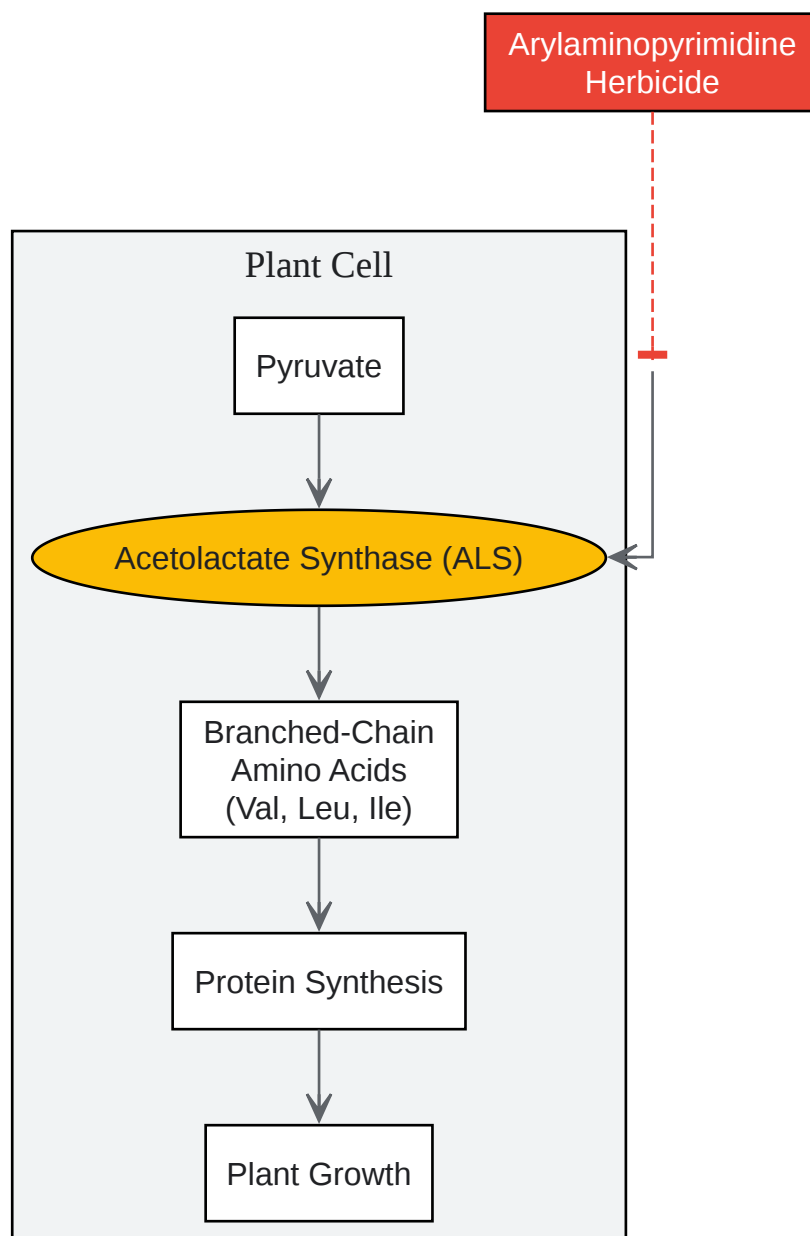 Arylaminopyrimidine
Herbicide
Plant Cell
Pyruvate
Acetolactate Synthase (ALS)
Branched-Chain
Amino Acids
(Val, Leu, Ile)
Protein Synthesis
Plant Growth